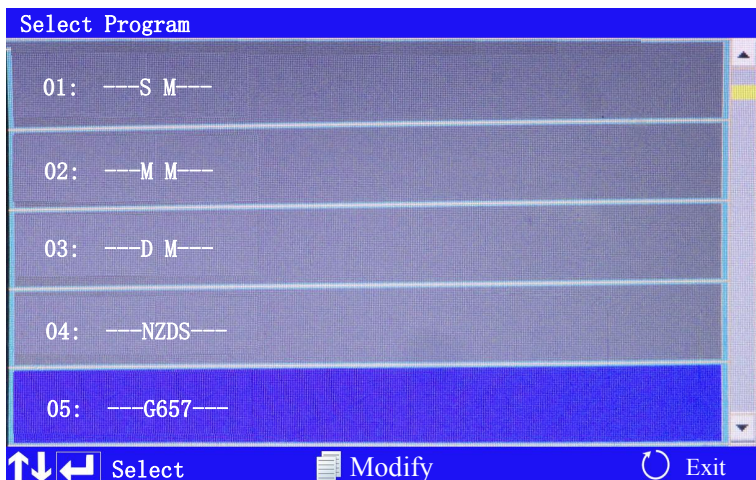 Select Program
01: ---S M---
02: ---M M---
03: ---D M---
04: ---NZDS---
05: ---G657---
Select Modify Exit